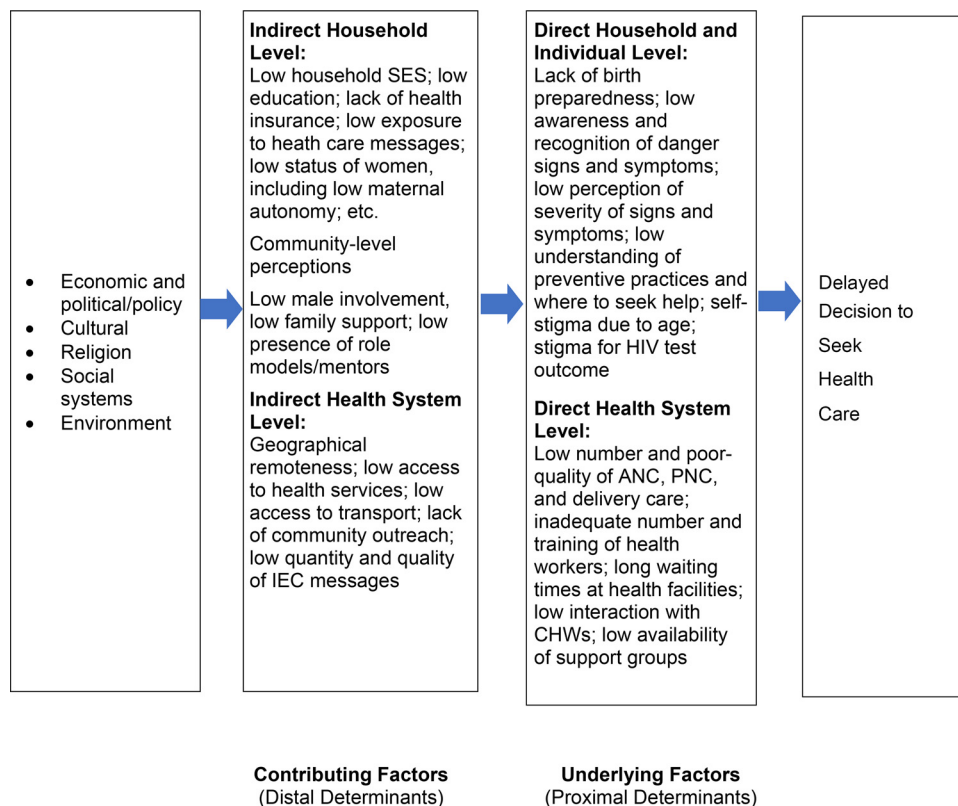 • Economic and
political/policy
• Cultural
• Religion
• Social
systems
• Environment
Indirect Household
Level:
Low household SES; low
education; lack of health
insurance; low exposure
to heath care messages;
low status of women,
including low maternal
autonomy; etc.
Community-level
perceptions
Low male involvement,
low family support; low
presence of role
models/mentors
Indirect Health System
Level:
Geographical
remoteness; low access
to health services; low
access to transport; lack
of community outreach;
low quantity and quality
of IEC messages
Direct Household and
Individual Level:
Lack of birth
preparedness; low
awareness and
recognition of danger
signs and symptoms;
low perception of
severity of signs and
symptoms; low
understanding of
preventive practices and
where to seek help; self-
stigma due to age;
stigma for HIV test
outcome
Direct Health System
Level:
Low number and poor-
quality of ANC, PNC,
and delivery care;
inadequate number and
training of health
workers; long waiting
times at health facilities;
low interaction with
CHWs; low availability
of support groups
Delayed
Decision to
Seek
Health
Care
Contributing Factors
(Distal Determinants)
Underlying Factors
(Proximal Determinants)